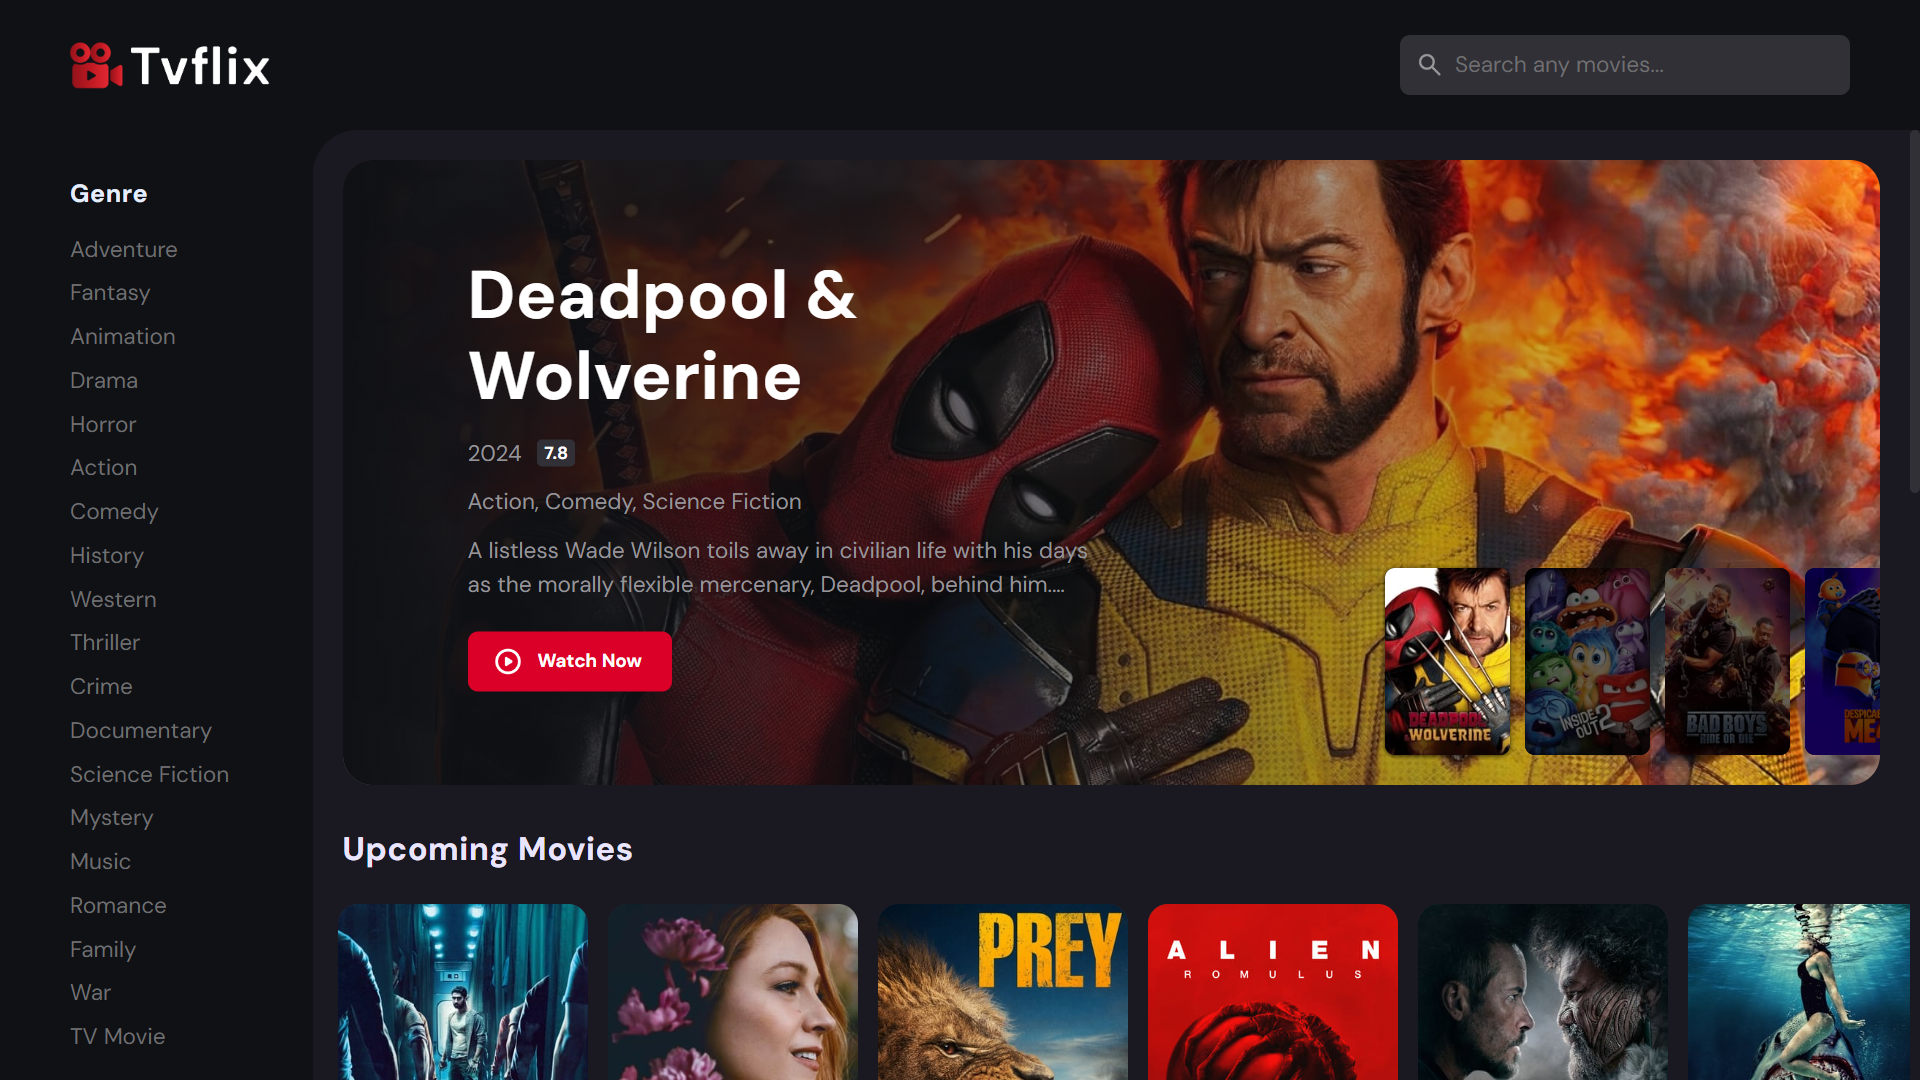 Tvflix
Search any movies...
Genre
Adventure
Fantasy
Animation
Drama
Horror
Action
Comedy
History
Western
Thriller
Crime
Documentary
Science Fiction
Mystery
Music
Romance
Family
War
TV Movie
Deadpool &
Wolverine
2024 7.8
Action, Comedy, Science Fiction
A listless Wade Wilson toils away in civilian life with his days
as the morally flexible mercenary, Deadpool, behind him....
Watch Now
DEADPOOL
WOLVERINE
INSIDE
OUT 2
BAD BOYS
RIDE OR DIE
DESPICAB
ME
Upcoming Movies
PREY
ALIEN
ROMULUS